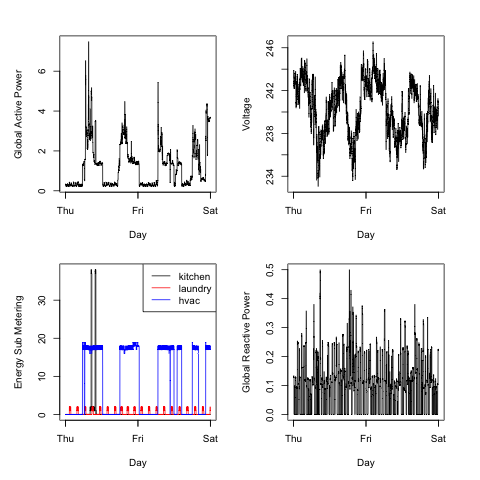 Global Active Power
0 2 4 6
Thu Fri Sat
Day
Voltage
234 238 242 246
Thu Fri Sat
Day
Energy Sub Metering
0 10 20 30
kitchen
laundry
hvac
Thu Fri Sat
Day
Global Reactive Power
0.0 0.1 0.2 0.3 0.4 0.5
Thu Fri Sat
Day